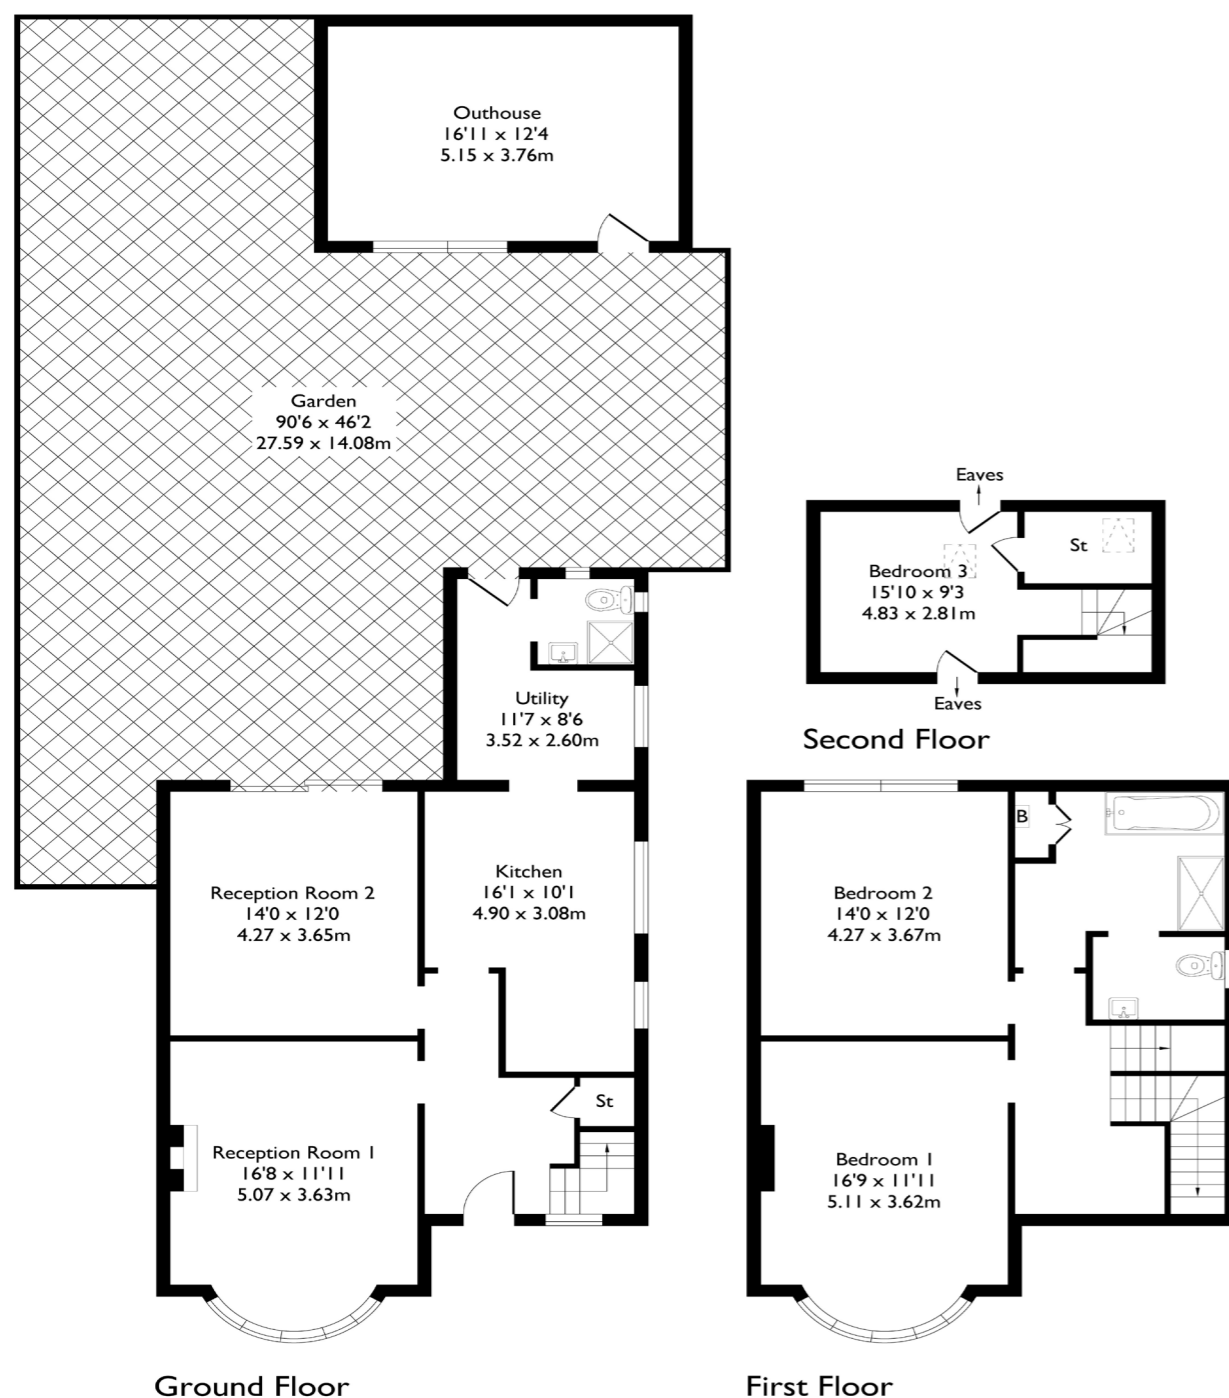 Outhouse
16'11 x 12'4
5.15 x 3.76m
Garden
90'6 x 46'2
27.59 x 14.08m
Utility
11'7 x 8'6
3.52 x 2.60m
Kitchen
16'1 x 10'1
4.90 x 3.08m
Reception Room 2
14'0 x 12'0
4.27 x 3.65m
St
Reception Room 1
16'8 x 11'11
5.07 x 3.63m
Ground Floor
Eaves
St
Bedroom 3
15'10 x 9'3
4.83 x 2.81m
Eaves
Second Floor
B
Bedroom 2
14'0 x 12'0
4.27 x 3.67m
Bedroom 1
16'9 x 11'11
5.11 x 3.62m
First Floor